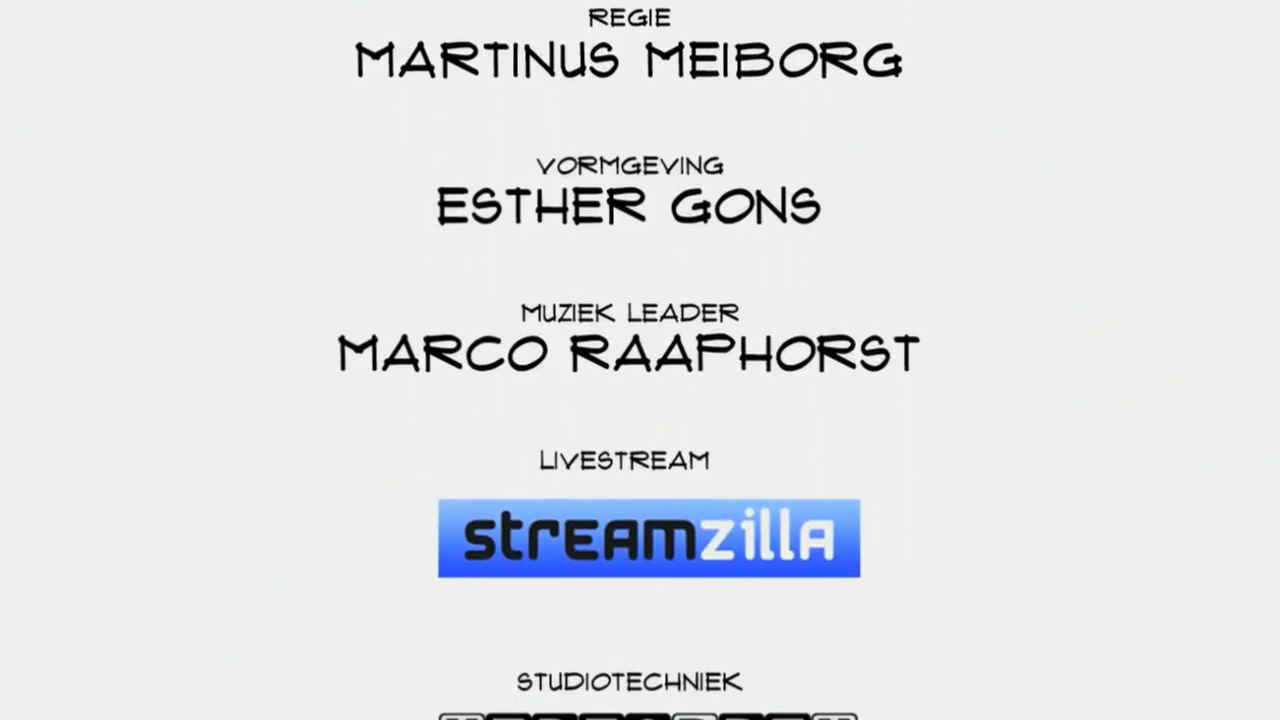 REGIE
MARTINUS MEIBORG
VORMGEVING
ESTHER GONS
MUZIEK LEADER
MARCO RAAPHORST
LIVESTREAM
streamzilla
STUDIOTECHNIEK